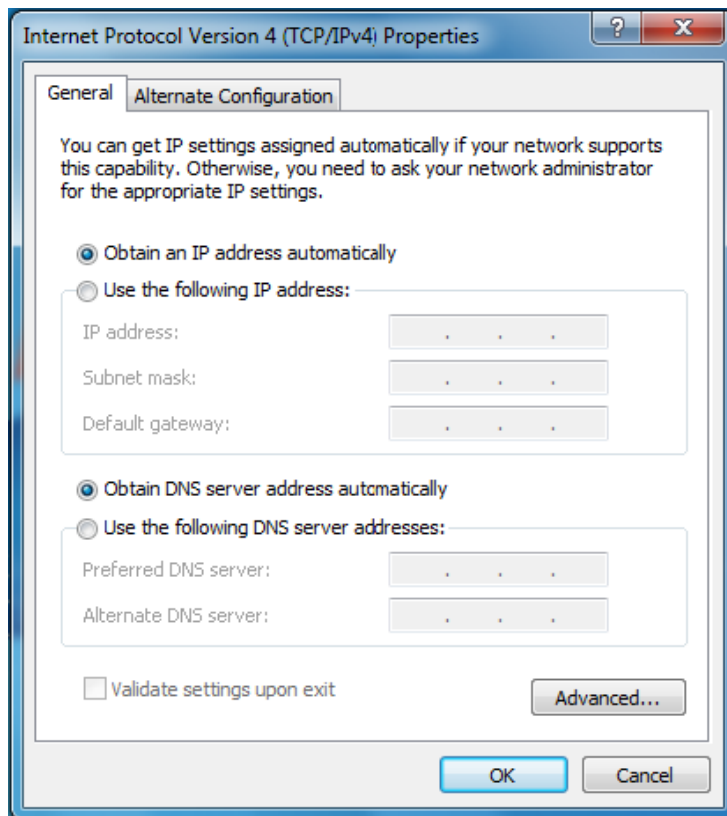 Internet Protocol Version 4 (TCP/IPv4) Properties
General
Alternate Configuration
You can get IP settings assigned automatically if your network supports
this capability. Otherwise, you need to ask your network administrator
for the appropriate IP settings.
Obtain an IP address automatically
Use the following IP address:
IP address:
Subnet mask:
Default gateway:
Obtain DNS server address automatically
Use the following DNS server addresses:
Preferred DNS server:
Alternate DNS server:
Validate settings upon exit
Advanced...
OK
Cancel